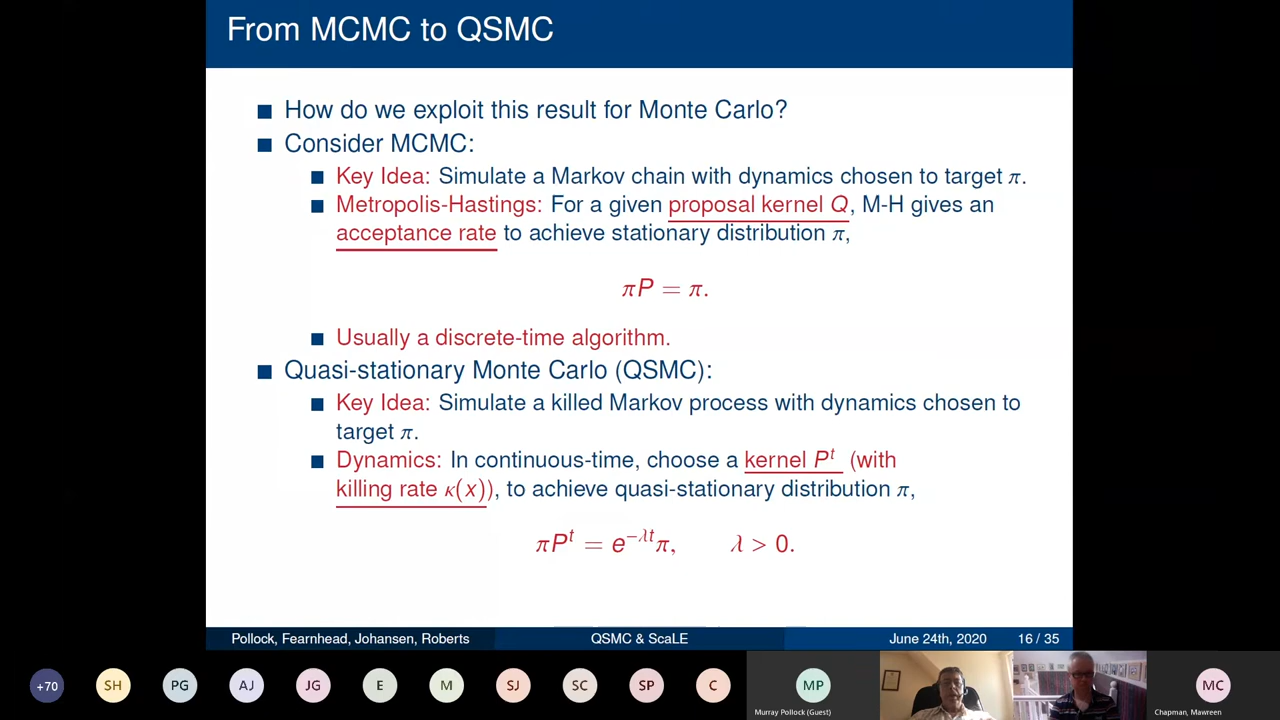 From MCMC to QSMC
How do we exploit this result for Monte Carlo?
Consider MCMC:
Key Idea: Simulate a Markov chain with dynamics chosen to target π.
Metropolis-Hastings: For a given proposal kernel Q, M-H gives an
acceptance rate to achieve stationary distribution π,
πP = π.
Usually a discrete-time algorithm.
Quasi-stationary Monte Carlo (QSMC):
Key Idea: Simulate a killed Markov process with dynamics chosen to
target π.
Dynamics: In continuous-time, choose a kernel Pᵗ (with
killing rate κ(x)), to achieve quasi-stationary distribution π,
πPᵗ = e⁻λᵗπ, λ > 0.
Pollock, Fearnhead, Johansen, Roberts QSMC & ScaLE June 24th, 2020 16 / 35
+70 SH PG AJ JG E M SJ SC SP C MP MC
Murray Pollock (Guest) Chapman, Mawreen